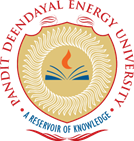 PANDIT DEENDAYAL ENERGY UNIVERSITY
• A RESERVOIR OF KNOWLEDGE •